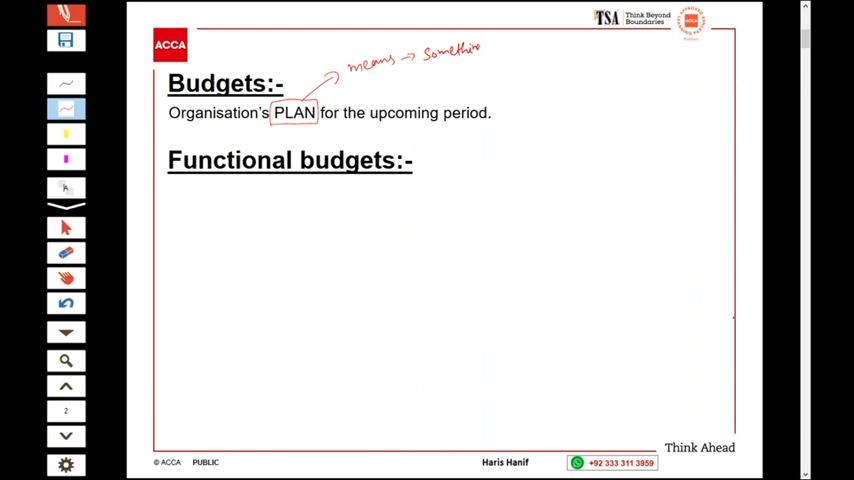 TSA Think Beyond
Boundaries
ACCA
means → Somethin
Budgets:-
Organisation's PLAN for the upcoming period.
Functional budgets:-
A
2
Think Ahead
© ACCA PUBLIC
Haris Hanif
+92 333 311 3959